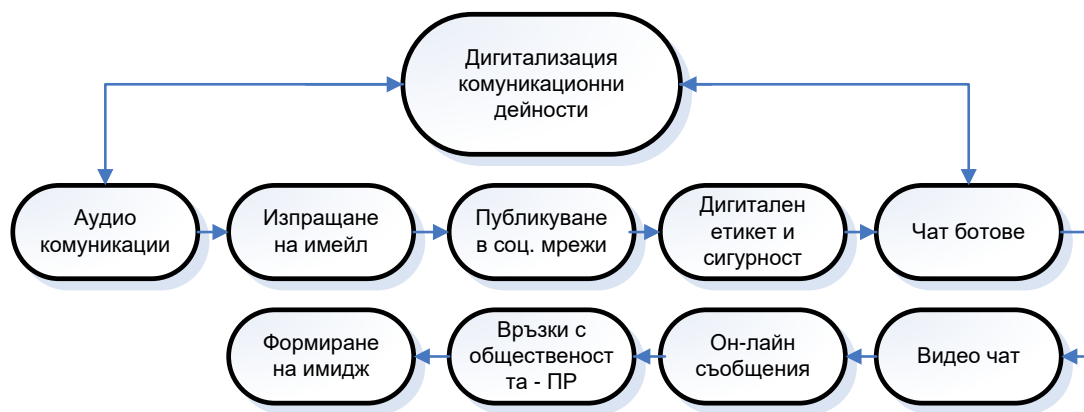 Дигитализация
комуникационни
дейности
Аудио
комуникации
Изпращане
на имейл
Публикуване
в соц. мрежи
Дигитален
етикет и
сигурност
Чат ботове
Формиране
на имидж
Връзки с
общественост
та - ПР
Он-лайн
съобщения
Видео чат